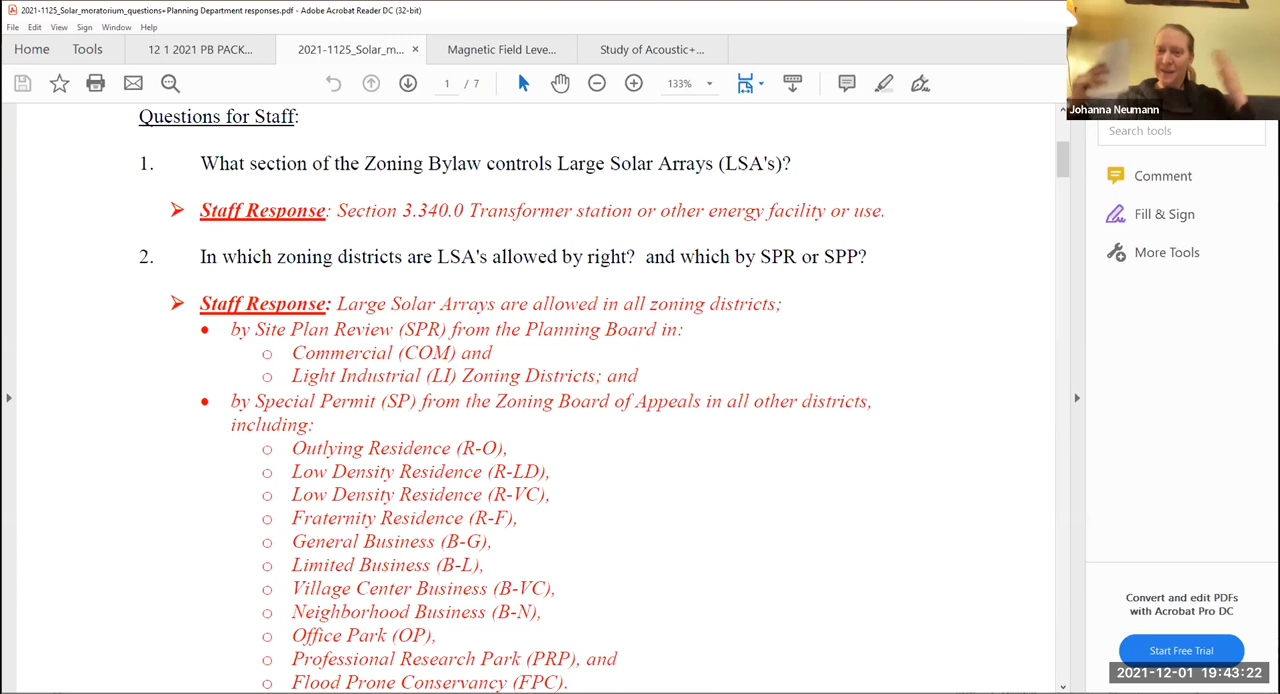 2021-1125_Solar_moratorium_questions+Planning Department responses.pdf - Adobe Acrobat Reader DC (32-bit)
File Edit View Sign Window Help
Home Tools 12 1 2021 PB PACK... 2021-1125_Solar_m... × Magnetic Field Leve... Study of Acoustic+...
1 / 7 133%
Johanna Neumann
Search tools
Comment
Fill & Sign
More Tools
Questions for Staff:
1. What section of the Zoning Bylaw controls Large Solar Arrays (LSA's)?
➢ Staff Response: Section 3.340.0 Transformer station or other energy facility or use.
2. In which zoning districts are LSA's allowed by right? and which by SPR or SPP?
➢ Staff Response: Large Solar Arrays are allowed in all zoning districts;
• by Site Plan Review (SPR) from the Planning Board in:
○ Commercial (COM) and
○ Light Industrial (LI) Zoning Districts; and
• by Special Permit (SP) from the Zoning Board of Appeals in all other districts,
including:
○ Outlying Residence (R-O),
○ Low Density Residence (R-LD),
○ Low Density Residence (R-VC),
○ Fraternity Residence (R-F),
○ General Business (B-G),
○ Limited Business (B-L),
○ Village Center Business (B-VC),
○ Neighborhood Business (B-N),
○ Office Park (OP),
○ Professional Research Park (PRP), and
○ Flood Prone Conservancy (FPC).
Convert and edit PDFs
with Acrobat Pro DC
Start Free Trial
2021-12-01 19:43:22